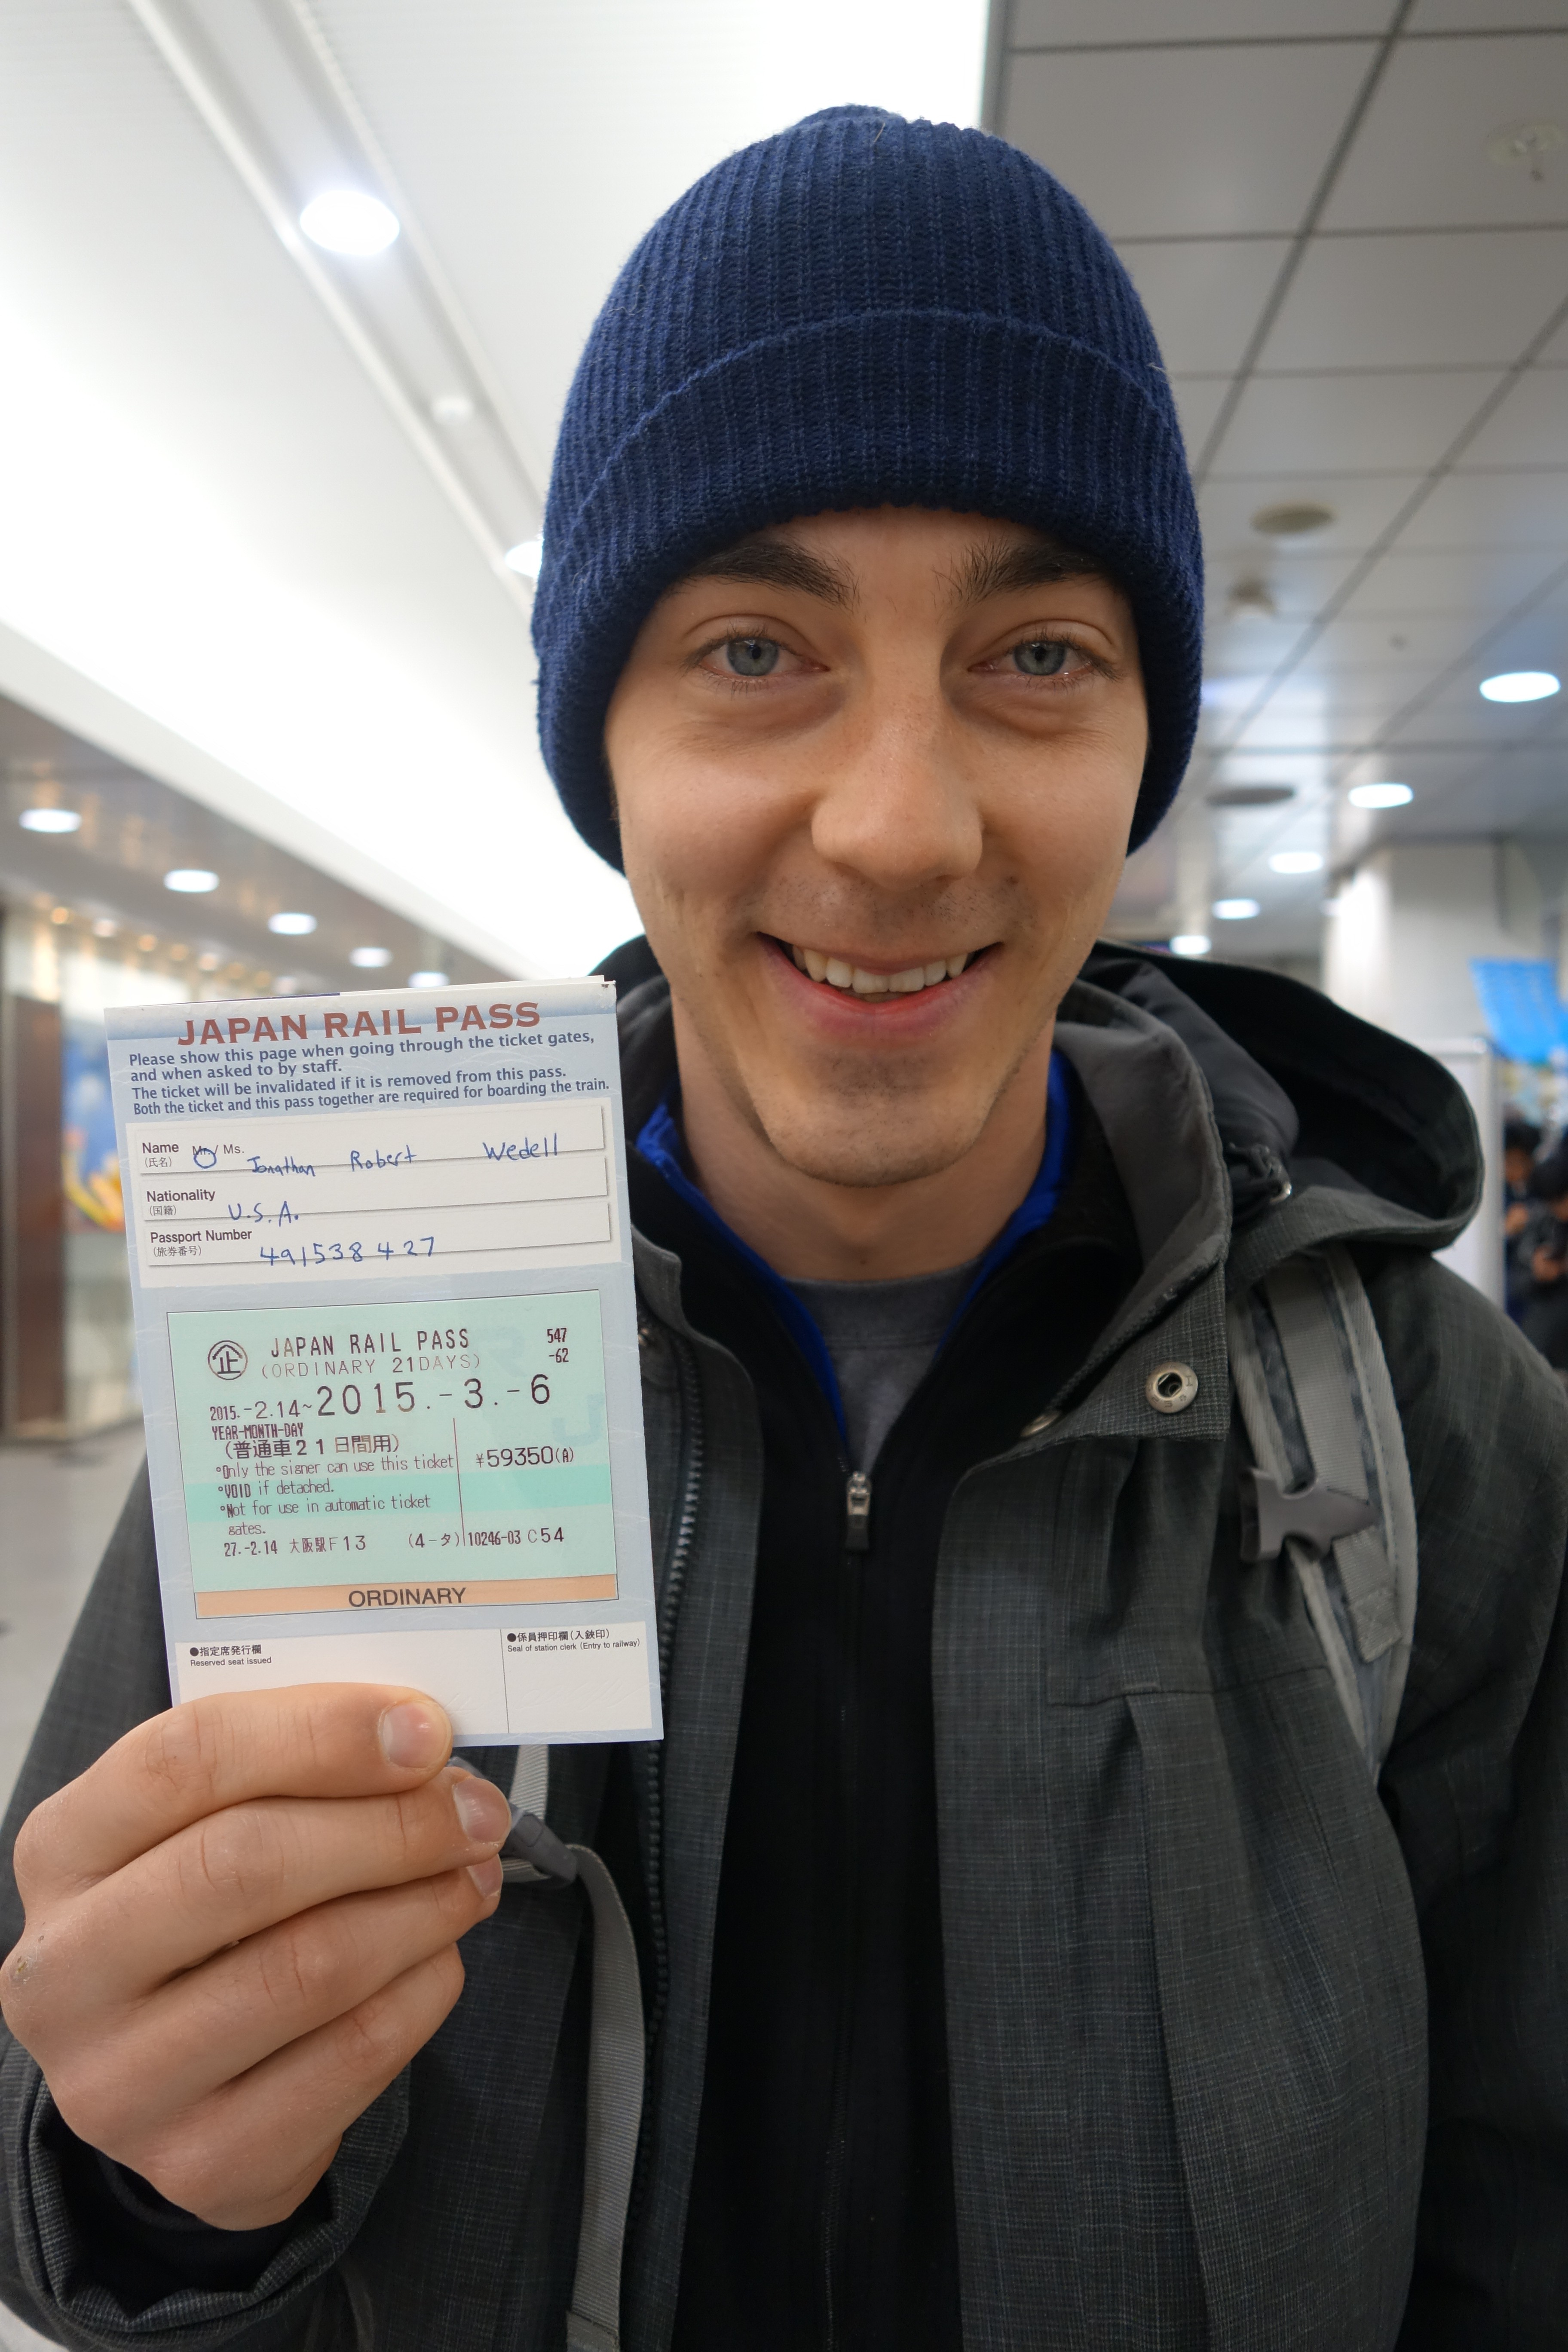 JAPAN RAIL PASS
Please show this page when going through the ticket gates,
and when asked to by staff.
The ticket will be invalidated if it is removed from this pass.
Both the ticket and this pass together are required for boarding the train.
Name Mr./ Ms. Jonathan Robert Wedell
(氏名)
Nationality
(国籍) U.S.A.
Passport Number
(旅券番号) 491538427
企 JAPAN RAIL PASS 547
(ORDINARY 21DAYS) -62
2015.-2.14~2015.-3.-6
YEAR-MONTH-DAY
(普通車21日間用)
°Only the signer can use this ticket ¥59350(A)
°VOID if detached.
°Not for use in automatic ticket
gates.
27.-2.14 大阪駅F13 (4-タ) 10246-03 C54
ORDINARY
●指定席発行欄 ●係員押印欄(入鋏印)
Reserved seat issued Seal of station clerk (Entry to railway)